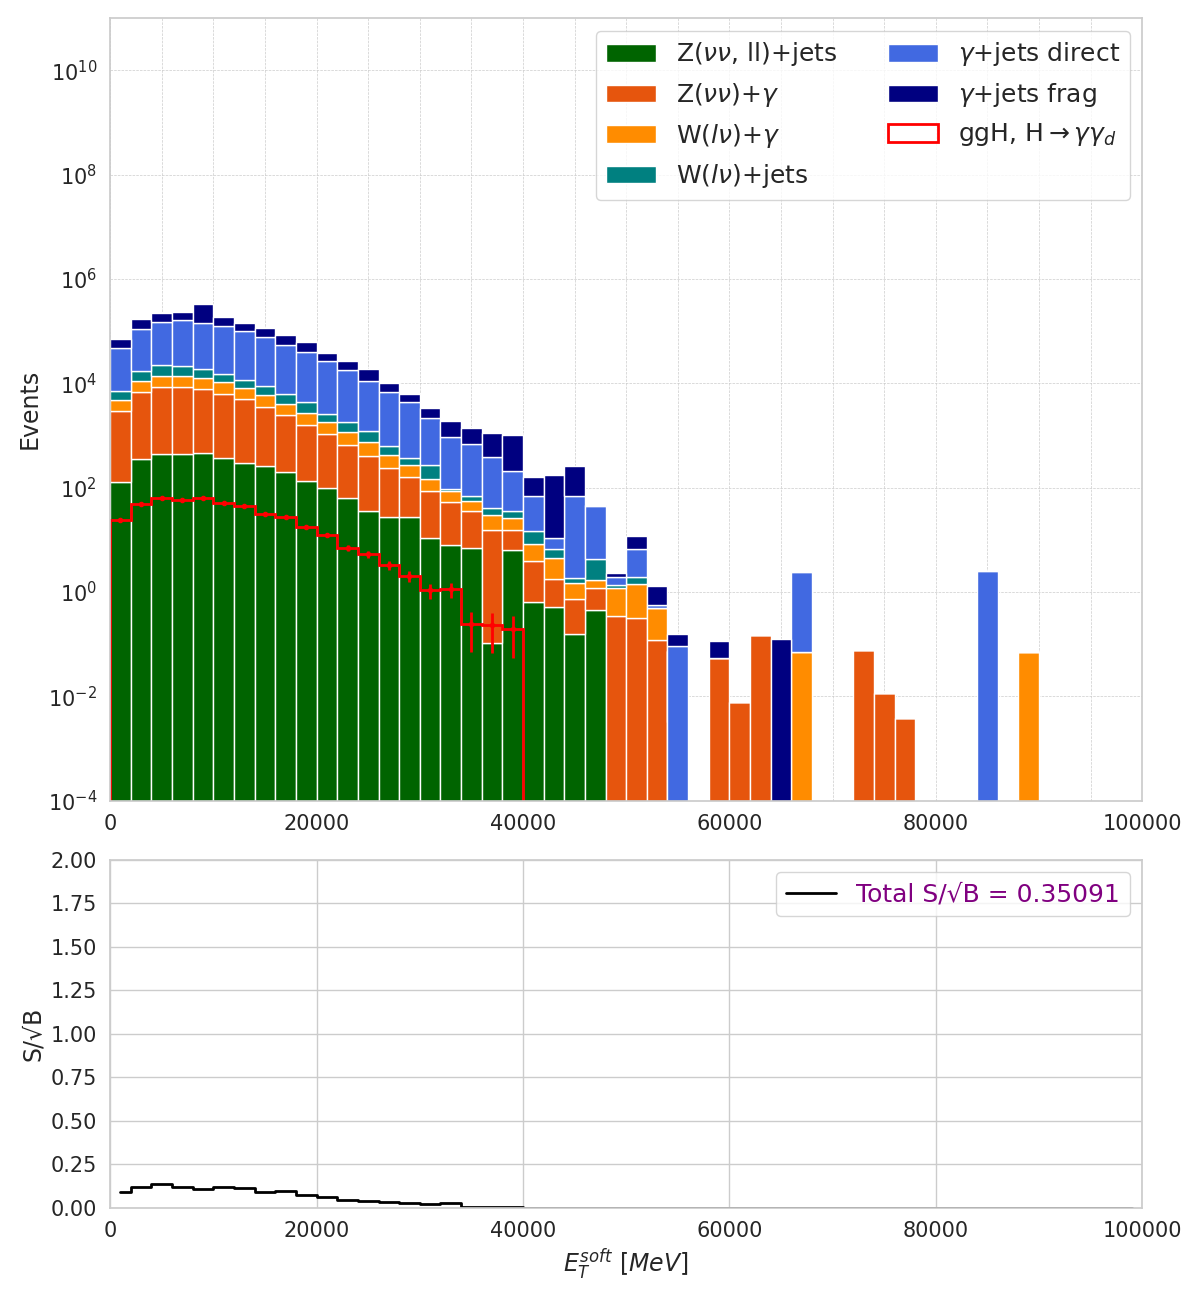 Events
10^10
10^8
10^6
10^4
10^2
10^0
10^−2
10^−4
Z(νν, ll)+jets
Z(νν)+γ
W(lν)+γ
W(lν)+jets
γ+jets direct
γ+jets frag
ggH, H→γγ_d
0 20000 40000 60000 80000 100000
S/√B
2.00
1.75
1.50
1.25
1.00
0.75
0.50
0.25
0.00
Total S/√B = 0.35091
0 20000 40000 60000 80000 100000
E_T^soft [MeV]